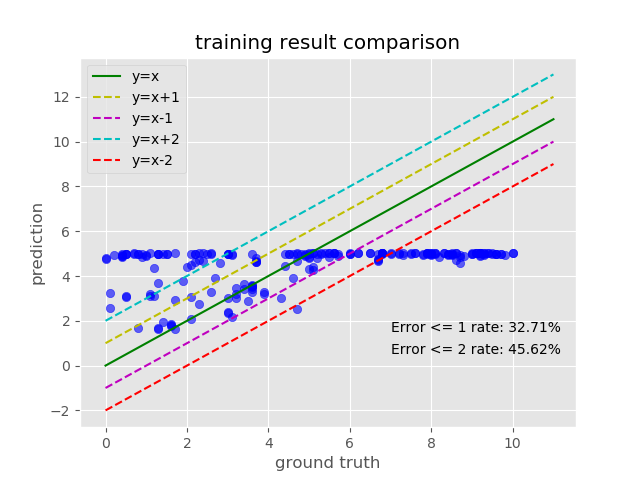 training result comparison
y=x
y=x+1
y=x-1
y=x+2
y=x-2
12
10
8
6
4
2
0
−2
prediction
Error <= 1 rate: 32.71%
Error <= 2 rate: 45.62%
0 2 4 6 8 10
ground truth